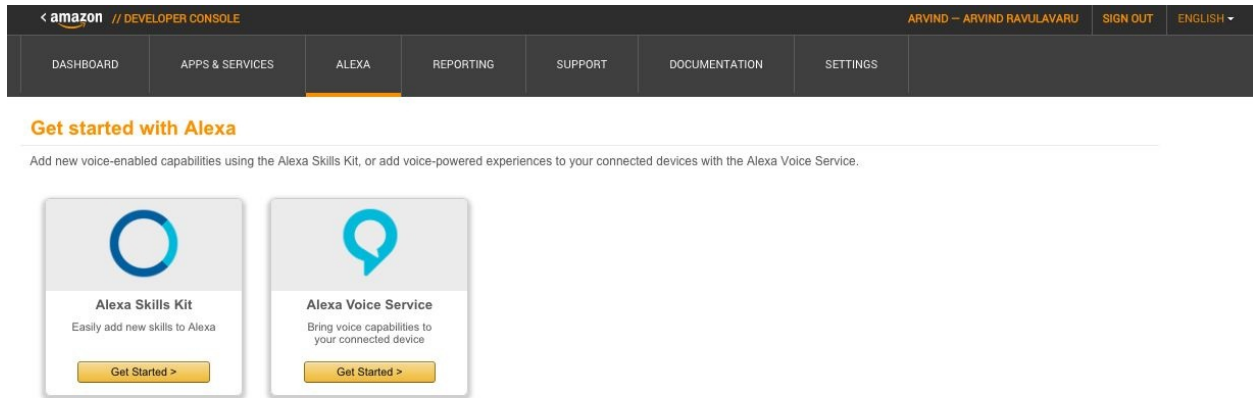 < amazon // DEVELOPER CONSOLE ARVIND – ARVIND RAVULAVARU SIGN OUT ENGLISH
DASHBOARD APPS & SERVICES ALEXA REPORTING SUPPORT DOCUMENTATION SETTINGS
Get started with Alexa
Add new voice-enabled capabilities using the Alexa Skills Kit, or add voice-powered experiences to your connected devices with the Alexa Voice Service.
Alexa Skills Kit
Easily add new skills to Alexa
Get Started >
Alexa Voice Service
Bring voice capabilities to
your connected device
Get Started >